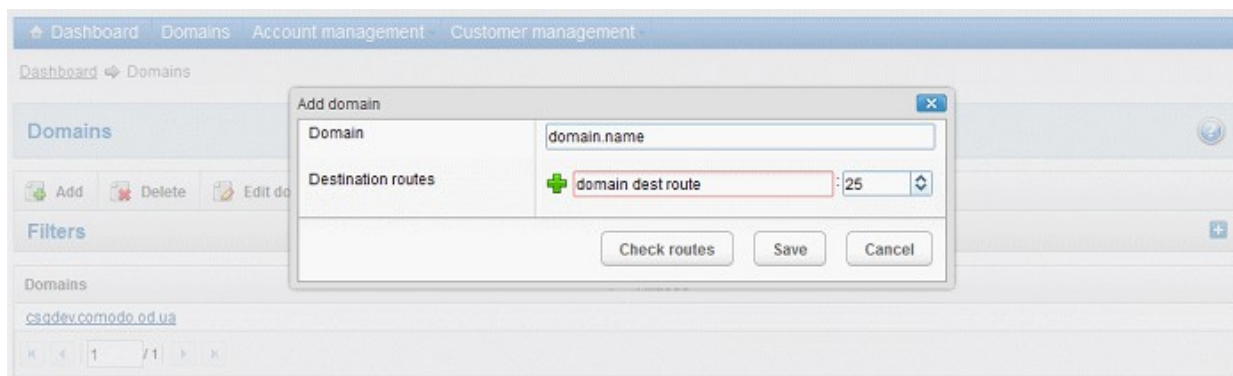 Dashboard Domains Account management Customer management
Dashboard Domains
Add domain
Domains
Domain
domain.name
Destination routes
domain dest route : 25
Add Delete Edit do
Filters
Check routes Save Cancel
Domains
csgdev.comodo.od.ua
1 / 1